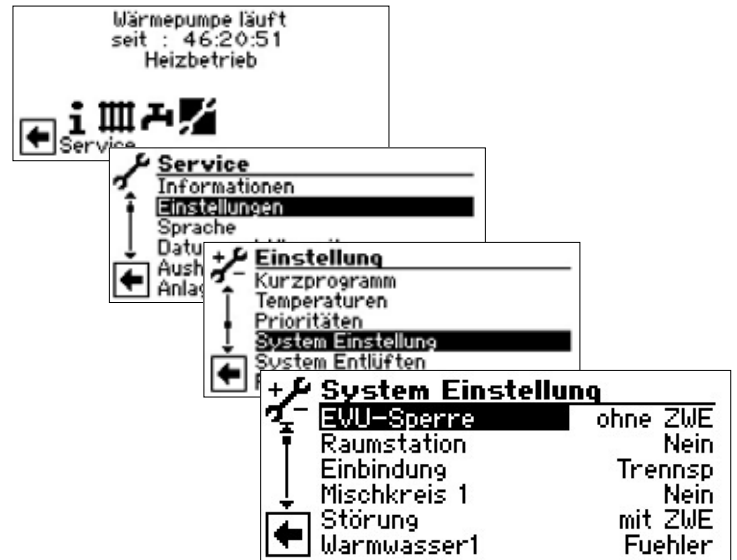 Wärmepumpe läuft
seit : 46:20:51
Heizbetrieb
Service
Service
Informationen
Einstellungen
Sprache
Einstellung
Kurzprogramm
Temperaturen
Prioritäten
System Einstellung
System Entlüften
System Einstellung
EVU-Sperre ohne ZWE
Raumstation Nein
Einbindung Trennsp
Mischkreis 1 Nein
Störung mit ZWE
Warmwasser1 Fuehler